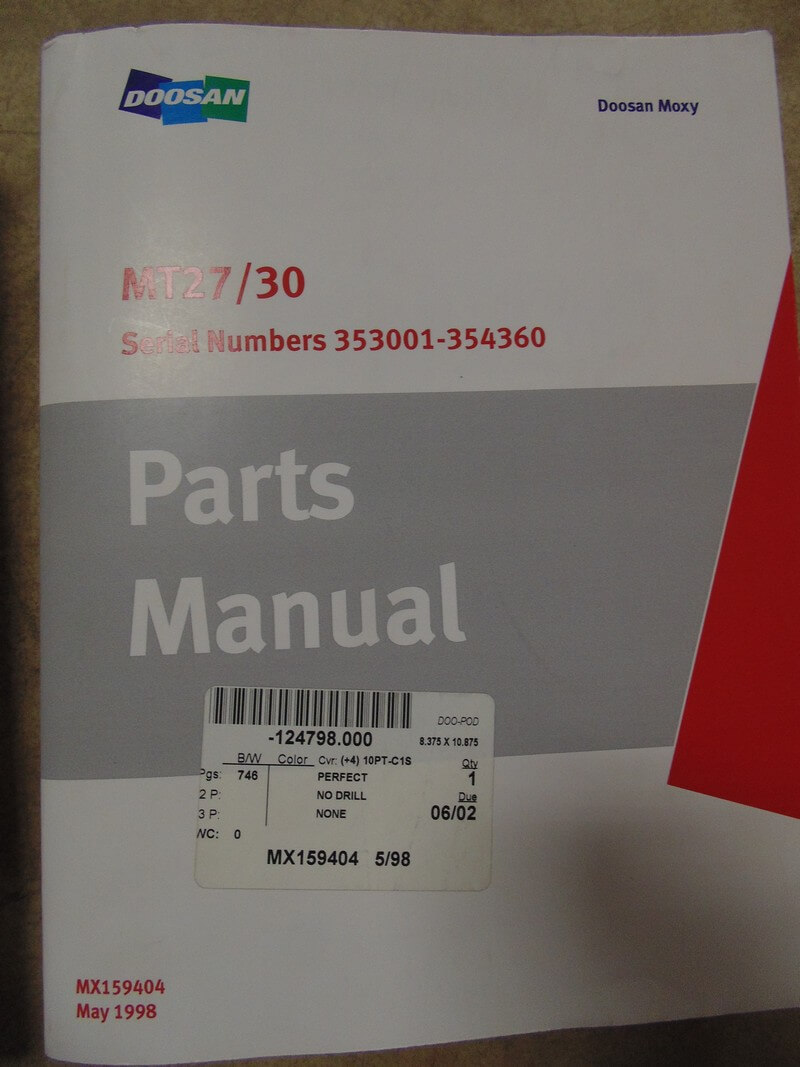 DOOSAN
Doosan Moxy
MT27/30
Serial Numbers 353001-354360
Parts
Manual
-124798.000
DOO-POD
8.375 X 10.875
B/W Color Cvr: (+4) 10PT-C1S Qty
Pgs: 746 PERFECT 1
2 P: NO DRILL Due
3 P: NONE 06/02
WC: 0
MX159404 5/98
MX159404
May 1998